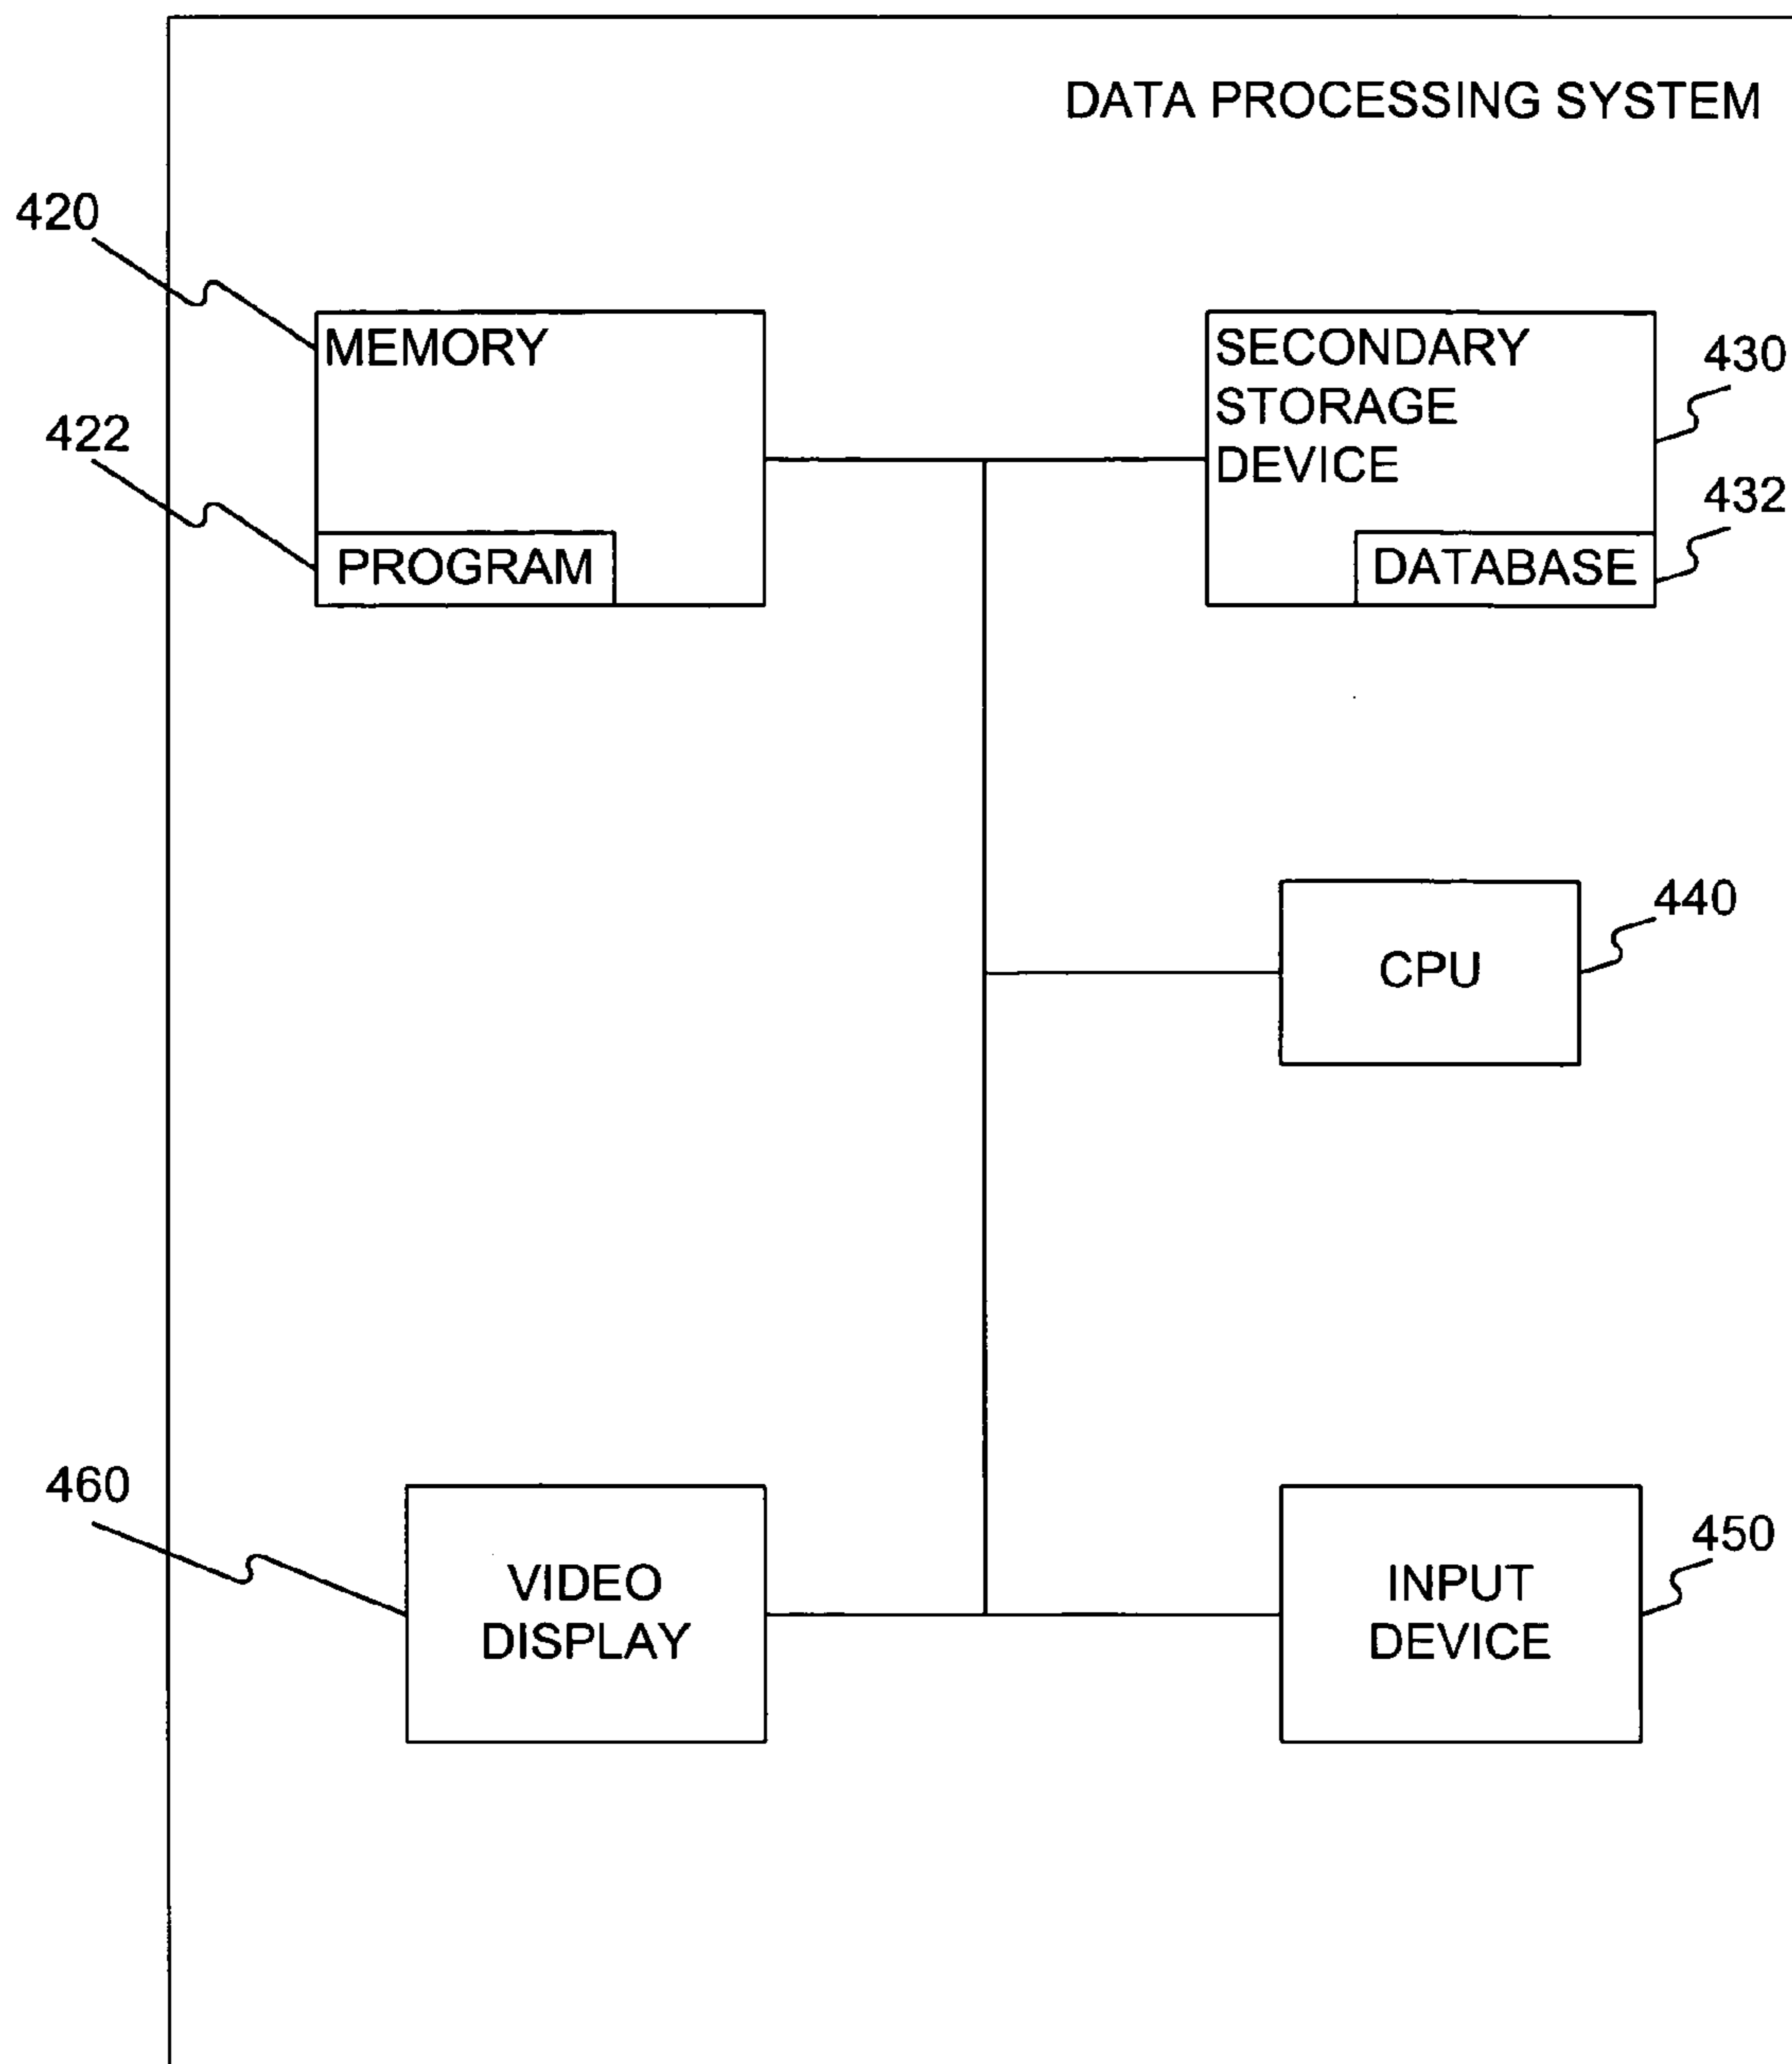 DATA PROCESSING SYSTEM
420
MEMORY
SECONDARY
STORAGE
DEVICE
430
422
PROGRAM
DATABASE
432
CPU
440
460
VIDEO
DISPLAY
INPUT
DEVICE
450